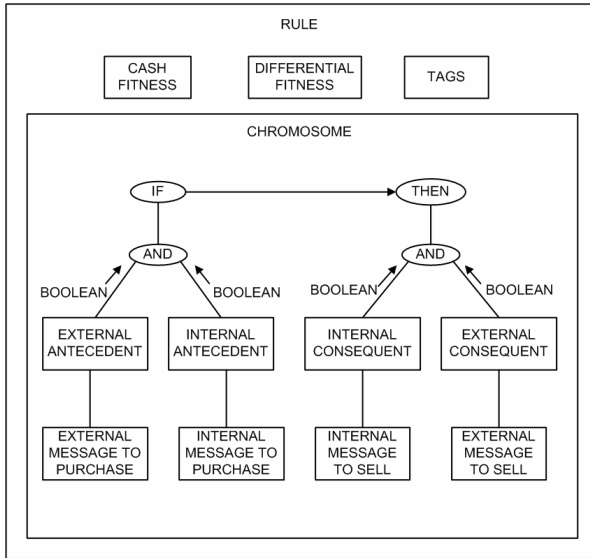 RULE
CASH
FITNESS
DIFFERENTIAL
FITNESS
TAGS
CHROMOSOME
IF
THEN
AND
AND
BOOLEAN
BOOLEAN
BOOLEAN
BOOLEAN
EXTERNAL
ANTECEDENT
INTERNAL
ANTECEDENT
INTERNAL
CONSEQUENT
EXTERNAL
CONSEQUENT
EXTERNAL
MESSAGE TO
PURCHASE
INTERNAL
MESSAGE TO
PURCHASE
INTERNAL
MESSAGE
TO SELL
EXTERNAL
MESSAGE
TO SELL